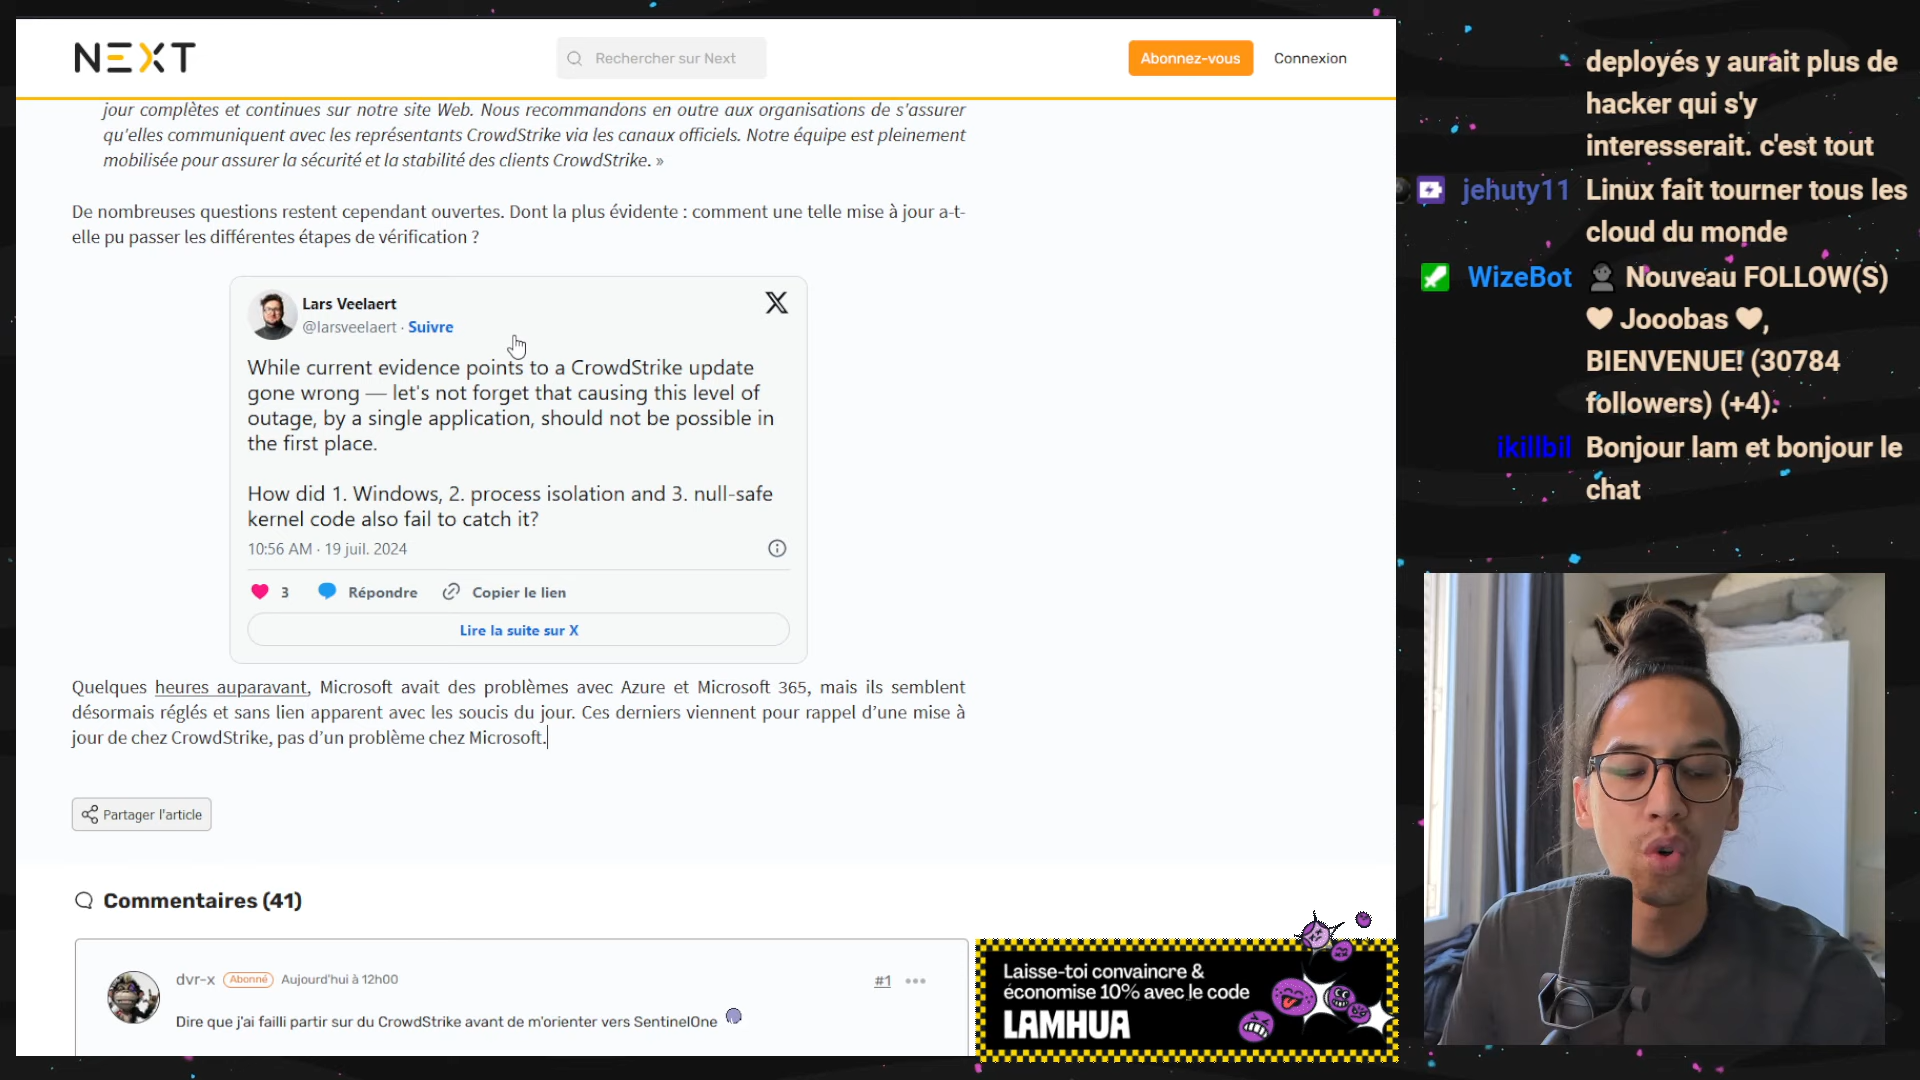 NEXT
Rechercher sur Next
Abonnez-vous
Connexion
jour complètes et continues sur notre site Web. Nous recommandons en outre aux organisations de s'assurer
qu'elles communiquent avec les représentants CrowdStrike via les canaux officiels. Notre équipe est pleinement
mobilisée pour assurer la sécurité et la stabilité des clients CrowdStrike. »
De nombreuses questions restent cependant ouvertes. Dont la plus évidente : comment une telle mise à jour a-t-
elle pu passer les différentes étapes de vérification ?
Lars Veelaert
@larsveelaert · Suivre
While current evidence points to a CrowdStrike update
gone wrong — let's not forget that causing this level of
outage, by a single application, should not be possible in
the first place.
How did 1. Windows, 2. process isolation and 3. null-safe
kernel code also fail to catch it?
10:56 AM · 19 juil. 2024
3 Répondre Copier le lien
Lire la suite sur X
Quelques heures auparavant, Microsoft avait des problèmes avec Azure et Microsoft 365, mais ils semblent
désormais réglés et sans lien apparent avec les soucis du jour. Ces derniers viennent pour rappel d’une mise à
jour de chez CrowdStrike, pas d’un problème chez Microsoft.
Partager l'article
Commentaires (41)
dvr-x Abonné Aujourd'hui à 12h00
#1
Dire que j'ai failli partir sur du CrowdStrike avant de m'orienter vers SentinelOne
Laisse-toi convaincre &
économise 10% avec le code
LAMHUA
deployés y aurait plus de
hacker qui s'y
interesserait. c'est tout
jehuty11 Linux fait tourner tous les
cloud du monde
WizeBot Nouveau FOLLOW(S)
Jooobas ,
BIENVENUE! (30784
followers) (+4).
ikillbil Bonjour lam et bonjour le
chat